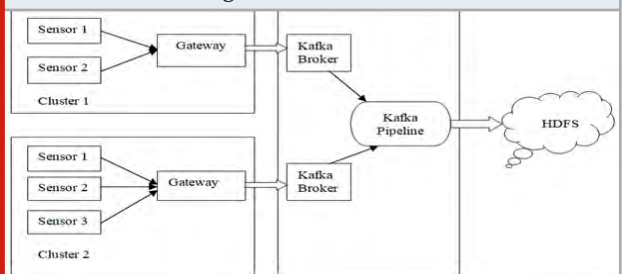 Sensor 1
Sensor 2
Gateway
Cluster 1
Kafka
Broker
Kafka
Pipeline
HDFS
Sensor 1
Sensor 2
Sensor 3
Gateway
Cluster 2
Kafka
Broker